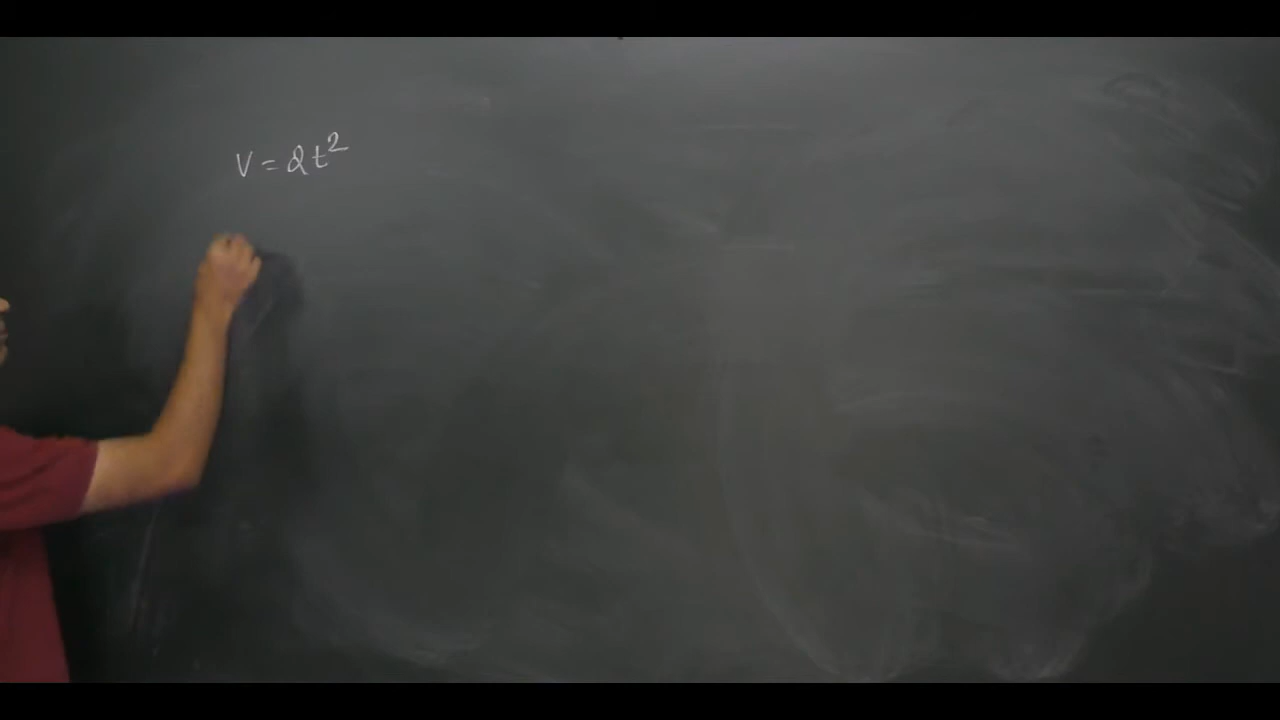 V = 2t²